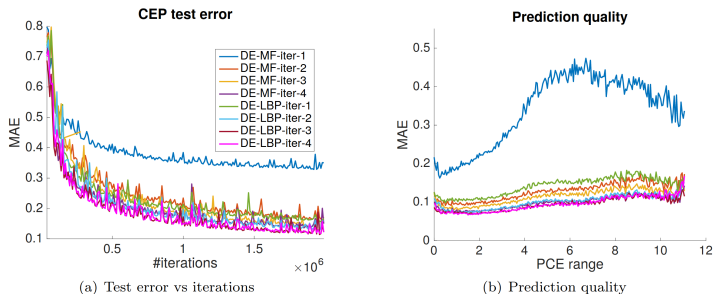 CEP test error
0.8
0.7
0.6
0.5
0.4
0.3
0.2
0.1
MAE
DE-MF-iter-1
DE-MF-iter-2
DE-MF-iter-3
DE-MF-iter-4
DE-LBP-iter-1
DE-LBP-iter-2
DE-LBP-iter-3
DE-LBP-iter-4
0.5 1 1.5
#iterations ×10⁶
(a) Test error vs iterations
Prediction quality
0.5
0.4
0.3
0.2
0.1
0
MAE
0 2 4 6 8 10 12
PCE range
(b) Prediction quality